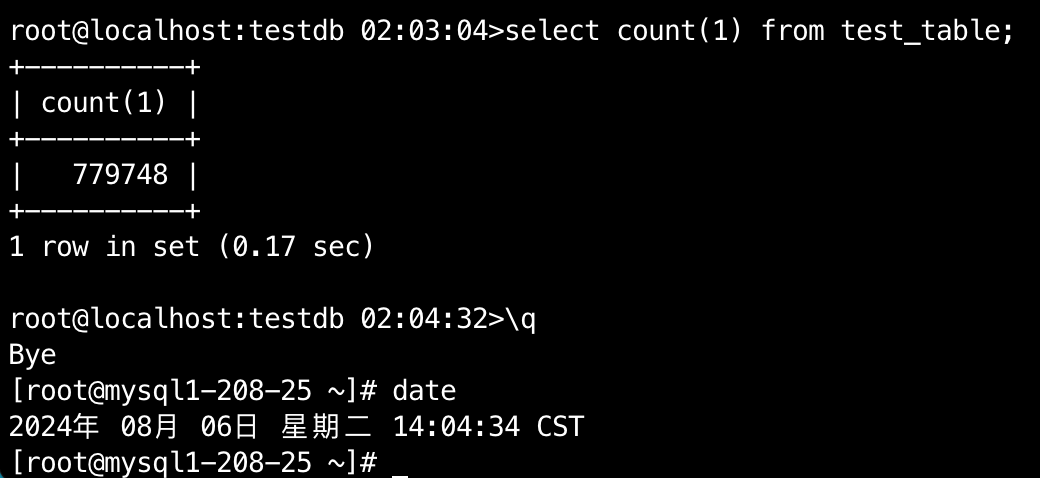 root@localhost:testdb 02:03:04>select count(1) from test_table;
+----------+
| count(1) |
+----------+
|   779748 |
+----------+
1 row in set (0.17 sec)

root@localhost:testdb 02:04:32>\q
Bye
[root@mysql1-208-25 ~]# date
2024年 08月 06日 星期二 14:04:34 CST
[root@mysql1-208-25 ~]#